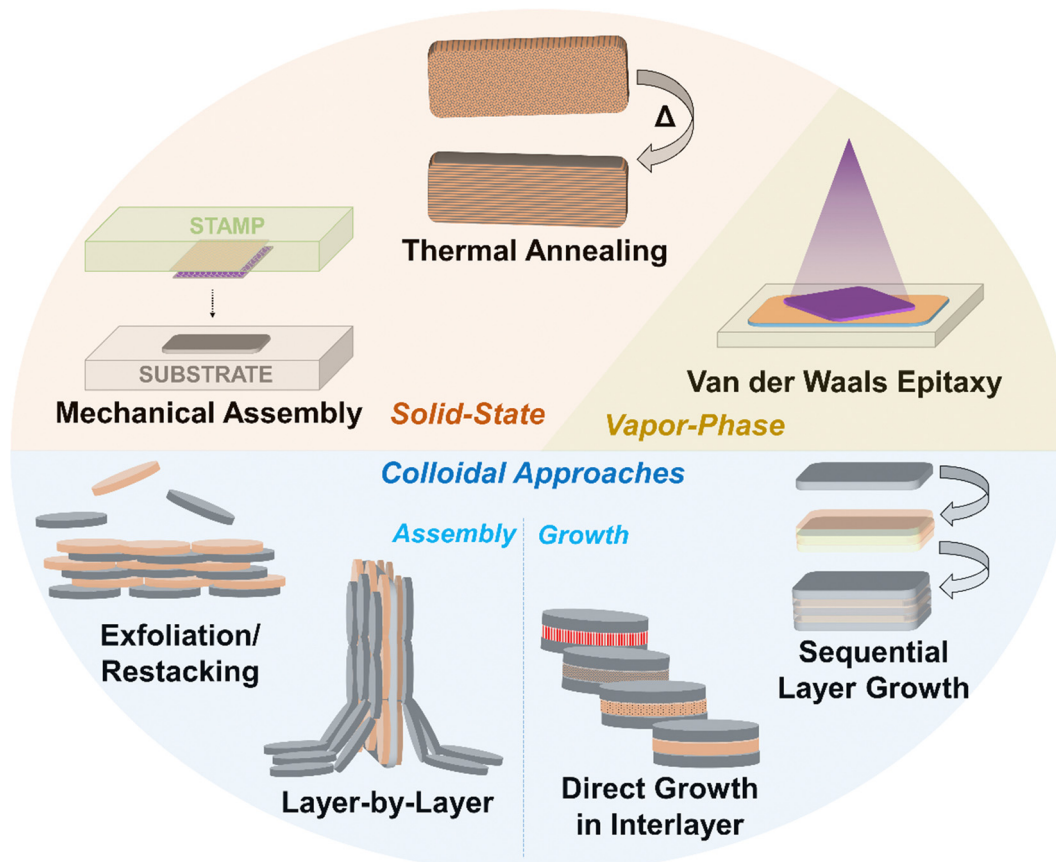 Δ
Thermal Annealing
STAMP
SUBSTRATE
Mechanical Assembly
Solid-State
Van der Waals Epitaxy
Vapor-Phase
Colloidal Approaches
Assembly
Growth
Exfoliation/
Restacking
Layer-by-Layer
Direct Growth
in Interlayer
Sequential
Layer Growth